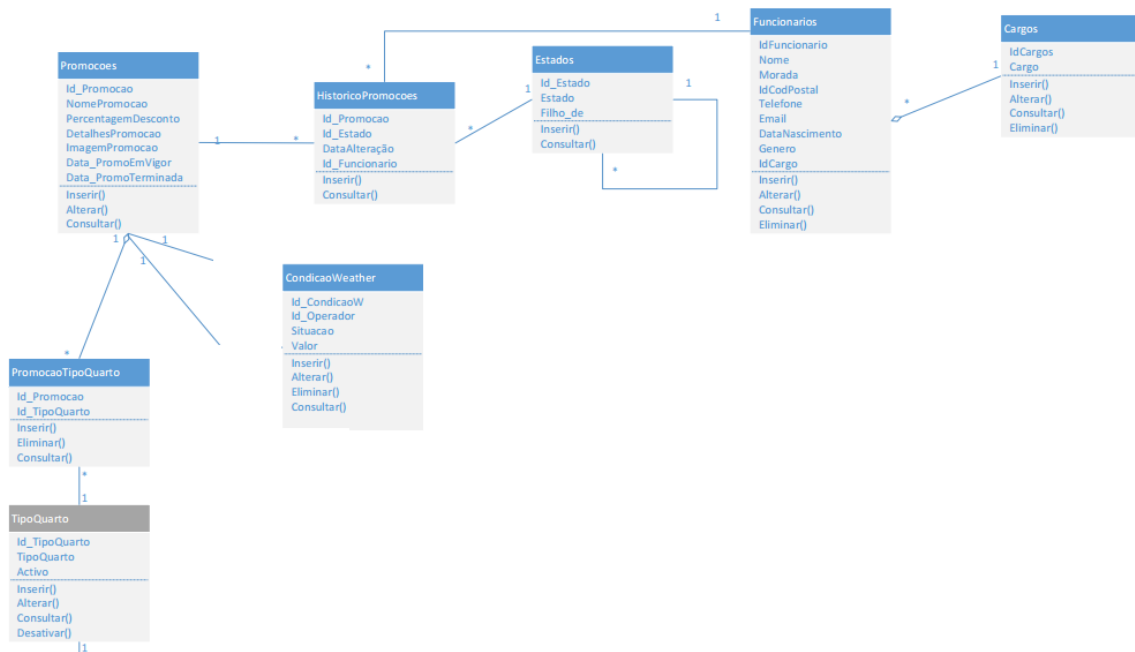 Promocoes
Id_Promocao
NomePromocao
PercentagemDesconto
DetalhesPromocao
ImagemPromocao
Data_PromoEmVigor
Data_PromoTerminada
Inserir()
Alterar()
Consultar()
1
*
1
1
1
*
HistoricoPromocoes
Id_Promocao
Id_Estado
DataAlteração
Id_Funcionario
Inserir()
Consultar()
*
1
*
1
Estados
Id_Estado
Estado
Filho_de
Inserir()
Consultar()
1
*
Funcionarios
IdFuncionario
Nome
Morada
IdCodPostal
Telefone
Email
DataNascimento
Genero
IdCargo
Inserir()
Alterar()
Consultar()
Eliminar()
*
1
Cargos
IdCargos
Cargo
Inserir()
Alterar()
Consultar()
Eliminar()
CondicaoWeather
Id_CondicaoW
Id_Operador
Situacao
Valor
Inserir()
Alterar()
Eliminar()
Consultar()
PromocaoTipoQuarto
Id_Promocao
Id_TipoQuarto
Inserir()
Eliminar()
Consultar()
*
1
TipoQuarto
Id_TipoQuarto
TipoQuarto
Activo
Inserir()
Alterar()
Consultar()
Desativar()
1